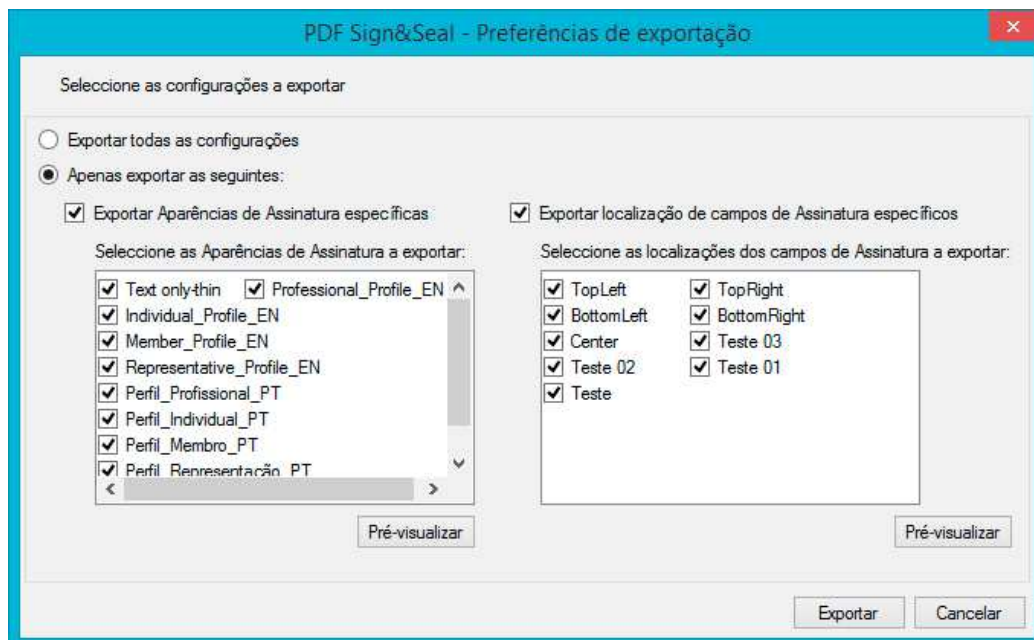 PDF Sign&Seal - Preferências de exportação
Seleccione as configurações a exportar
Exportar todas as configurações
Apenas exportar as seguintes:
Exportar Aparências de Assinatura específicas
Seleccione as Aparências de Assinatura a exportar:
Text only-thin Professional_Profile_EN
Individual_Profile_EN
Member_Profile_EN
Representative_Profile_EN
Perfil_Profissional_PT
Perfil_Individual_PT
Perfil_Membro_PT
Perfil_Representação_PT
Pré-visualizar
Exportar localização de campos de Assinatura específicos
Seleccione as localizações dos campos de Assinatura a exportar:
TopLeft TopRight
BottomLeft BottomRight
Center Teste 03
Teste 02 Teste 01
Teste
Pré-visualizar
Exportar Cancelar